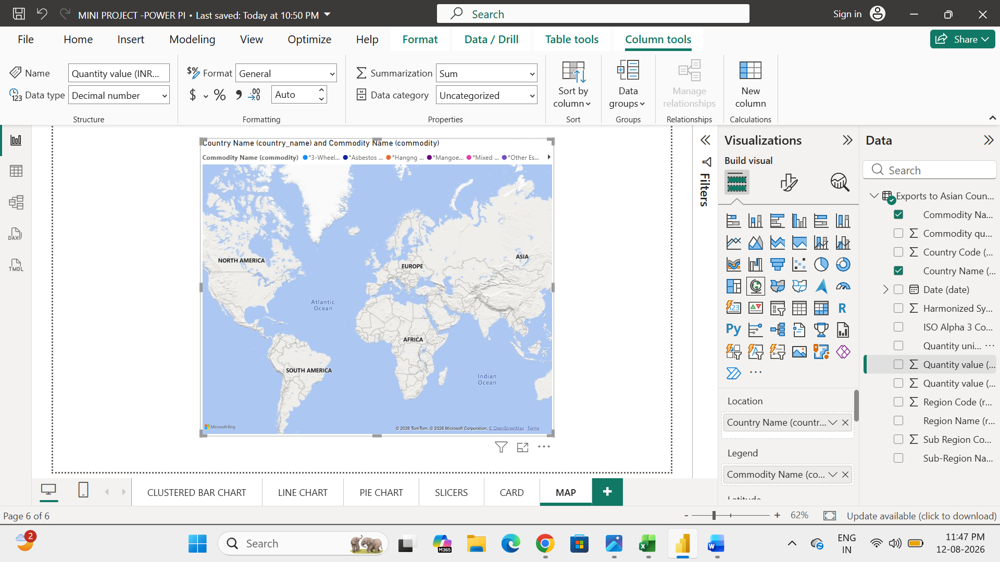 MINI PROJECT -POWER PI • Last saved: Today at 10:50 PM
Search
Sign in
File Home Insert Modeling View Optimize Help Format Data / Drill Table tools Column tools
Share
Name Quantity value (INR...
Data type Decimal number
Structure
Format General
$ % Auto
Formatting
Summarization Sum
Data category Uncategorized
Properties
Sort by
column
Sort
Data
groups
Groups
Manage
relationships
Relationships
New
column
Calculations
DAX
TMDL
Country Name (country_name) and Commodity Name (commodity)
Commodity Name (commodity) *3-Wheel... *Asbestos ... *Hangng ... *Mangoe... *Mixed ... *Other Es...
NORTH AMERICA
EUROPE
ASIA
Atlantic
Ocean
AFRICA
SOUTH AMERICA
Indian
Ocean
Microsoft Bing
© 2026 TomTom, © 2026 Microsoft Corporation, © OpenStreetMap Terms
Filters
Visualizations
Build visual
123
R
Py
Location
Country Name (countr...
Legend
Commodity Name (co...
Latitude
Data
Search
Exports to Asian Coun...
Commodity Na...
Commodity qu...
Country Code (...
Country Name (...
Date (date)
Harmonized Sy...
ISO Alpha 3 Co...
Quantity uni...
Quantity value (...
Quantity value (...
Region Code (r...
Region Name (r...
Sub Region Co...
Sub-Region Na...
CLUSTERED BAR CHART LINE CHART PIE CHART SLICERS CARD MAP
Page 6 of 6
- + 62%
Update available (click to download)
2
Search
M365
ENG
IN
11:47 PM
12-08-2026